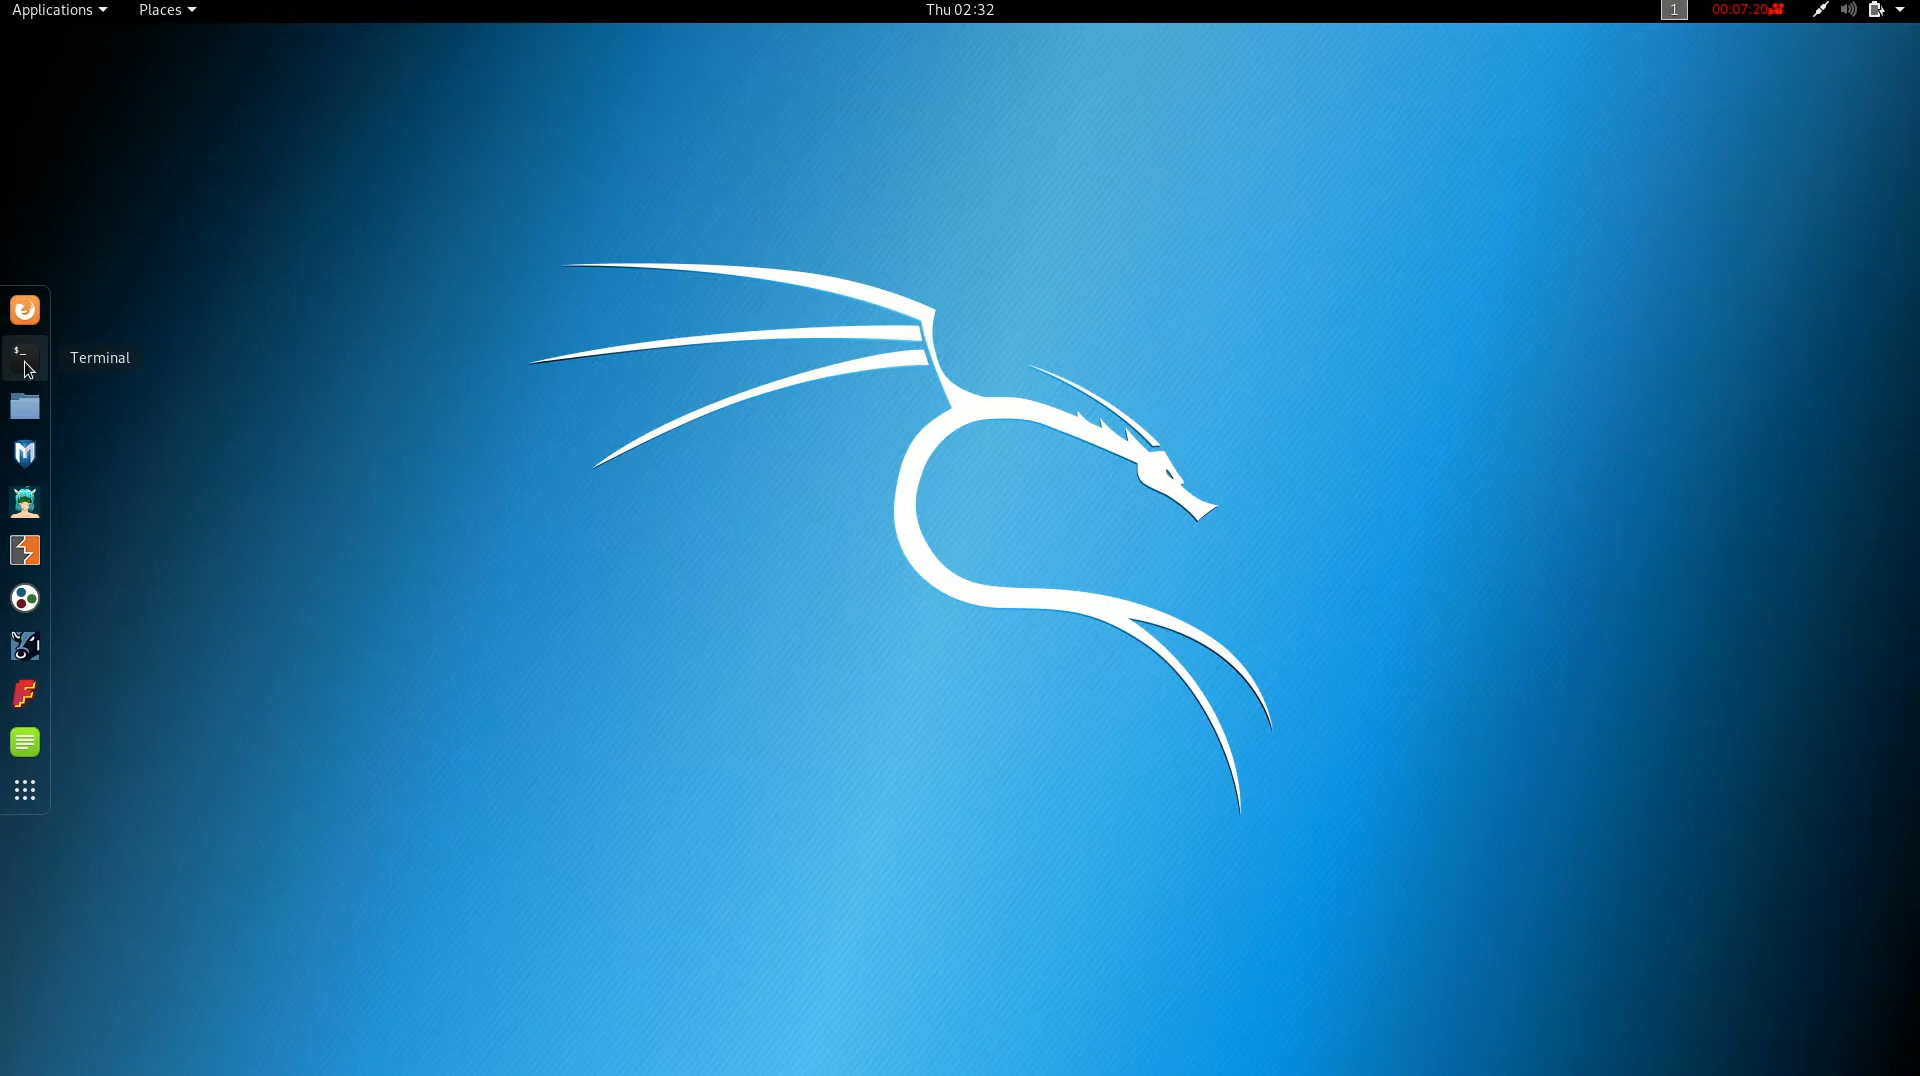 Applications
Places
Thu 02:32
1
00:07:20
$_
Terminal